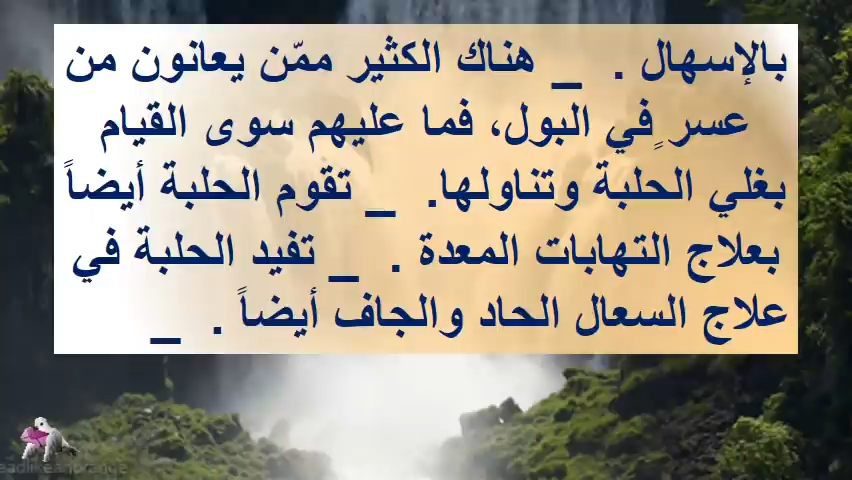 بالإسهال . _ هناك الكثير ممّن يعانون من
عسرٍ في البول، فما عليهم سوى القيام
بغلي الحلبة وتناولها. _ تقوم الحلبة أيضاً
بعلاج التهابات المعدة . _ تفيد الحلبة في
علاج السعال الحاد والجاف أيضاً . _